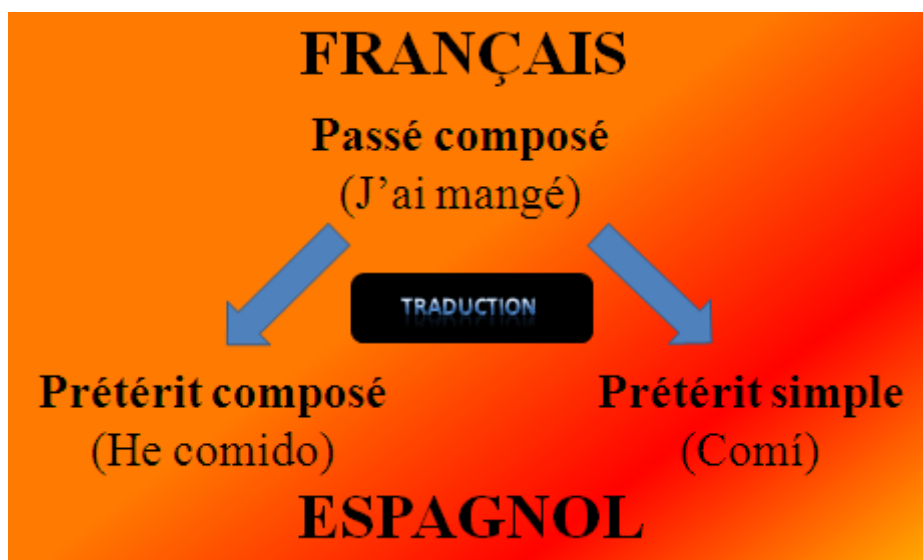 FRANÇAIS
Passé composé
(J’ai mangé)
TRADUCTION
Prétérit composé
(He comido)
Prétérit simple
(Comí)
ESPAGNOL